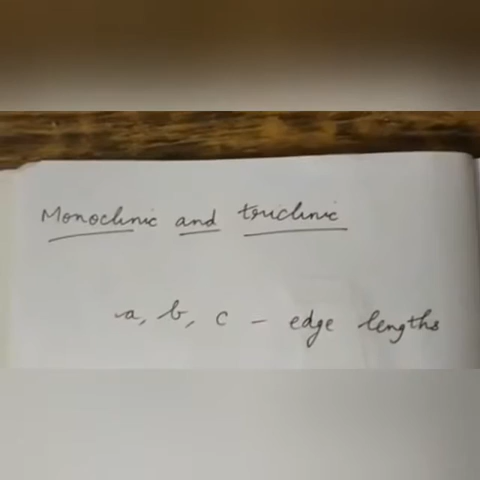 Monoclinic and triclinic
a, b, c - edge lengths